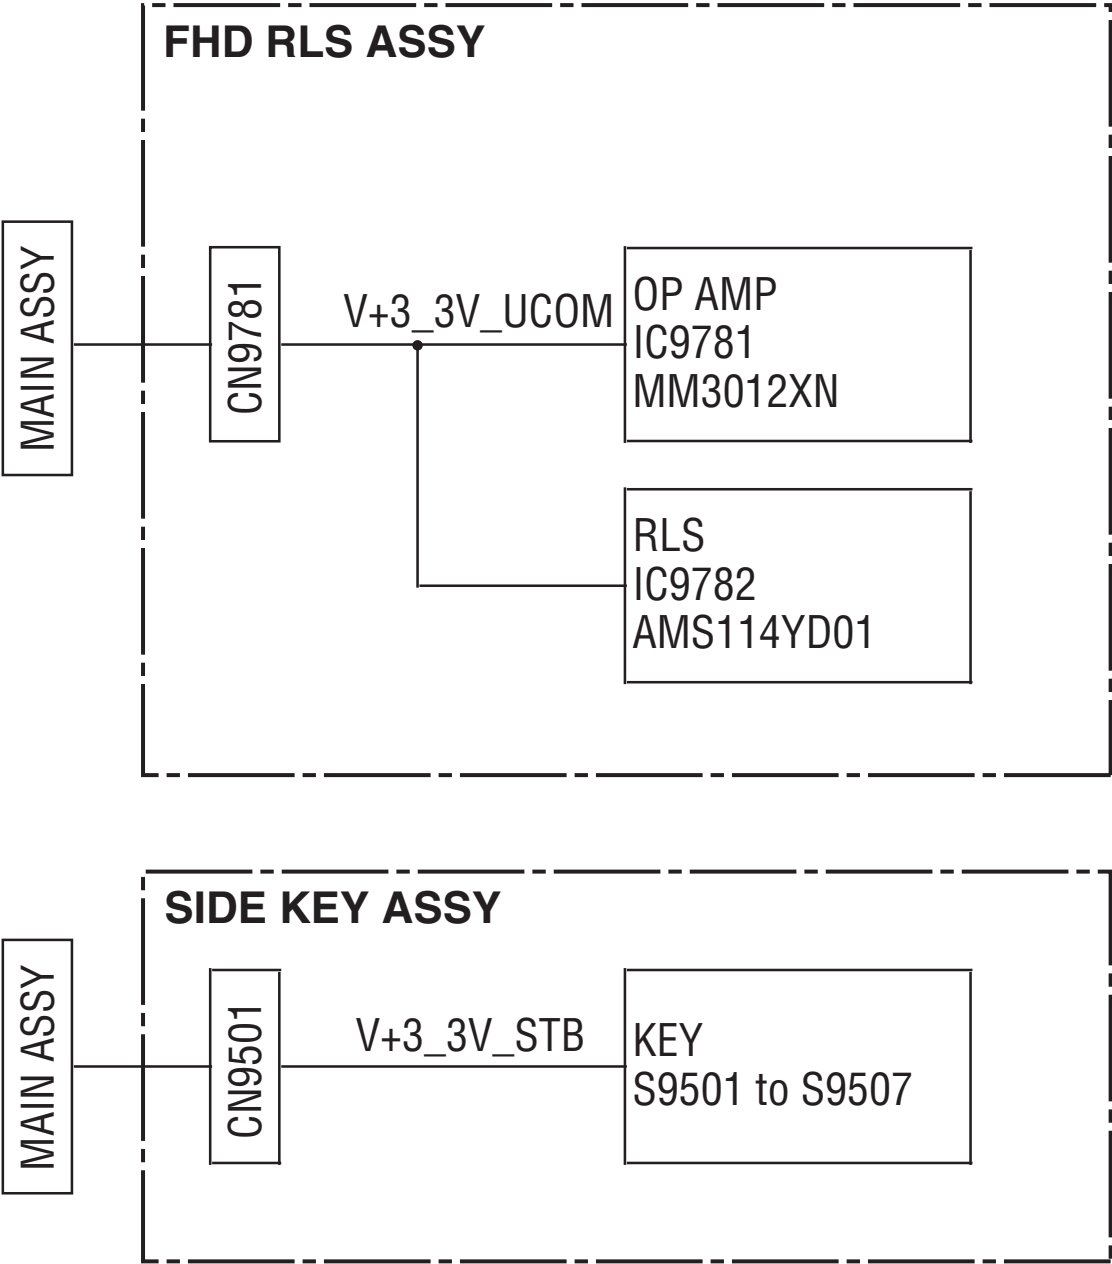 FHD RLS ASSY
MAIN ASSY
CN9781
V+3_3V_UCOM
OP AMP
IC9781
MM3012XN
RLS
IC9782
AMS114YD01
SIDE KEY ASSY
MAIN ASSY
CN9501
V+3_3V_STB
KEY
S9501 to S9507